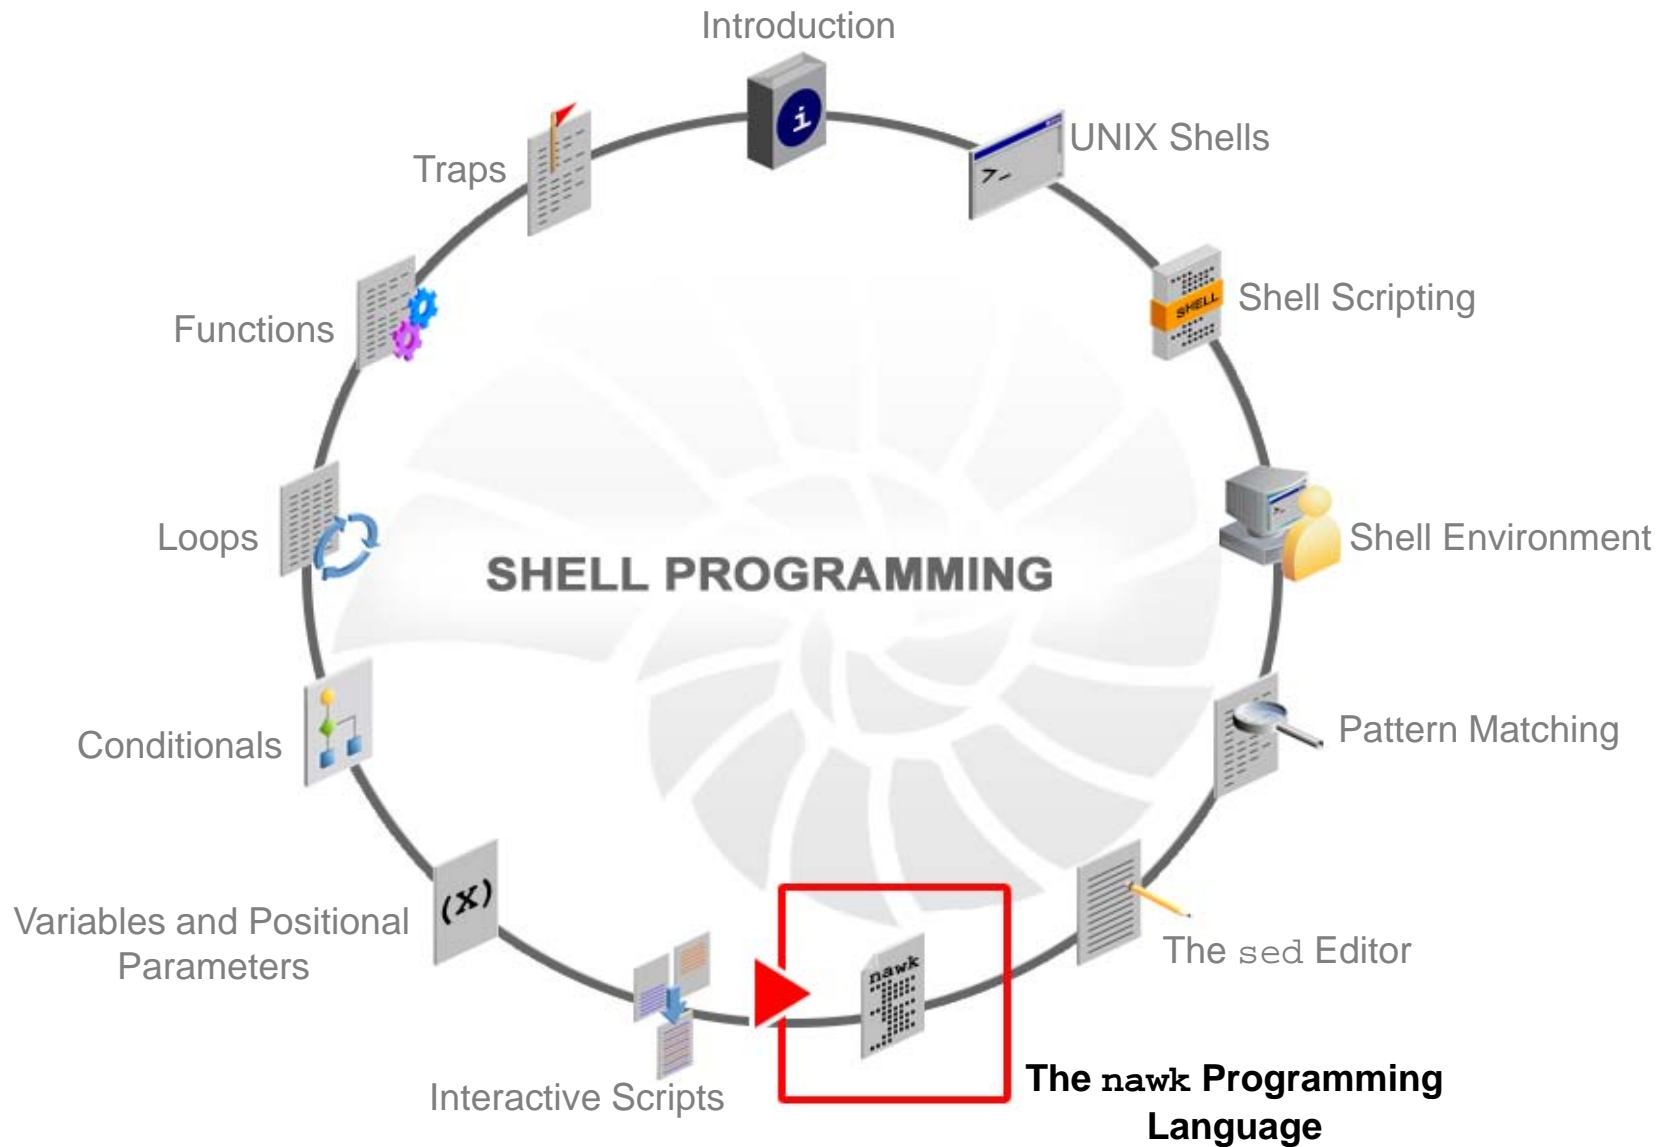 Introduction
i
UNIX Shells
>_
Traps
Shell Scripting
SHELL
Functions
Shell Environment
>_
Loops
SHELL PROGRAMMING
Pattern Matching
Conditionals
(X)
Variables and Positional
Parameters
The sed Editor
nawk
The nawk Programming
Language
Interactive Scripts